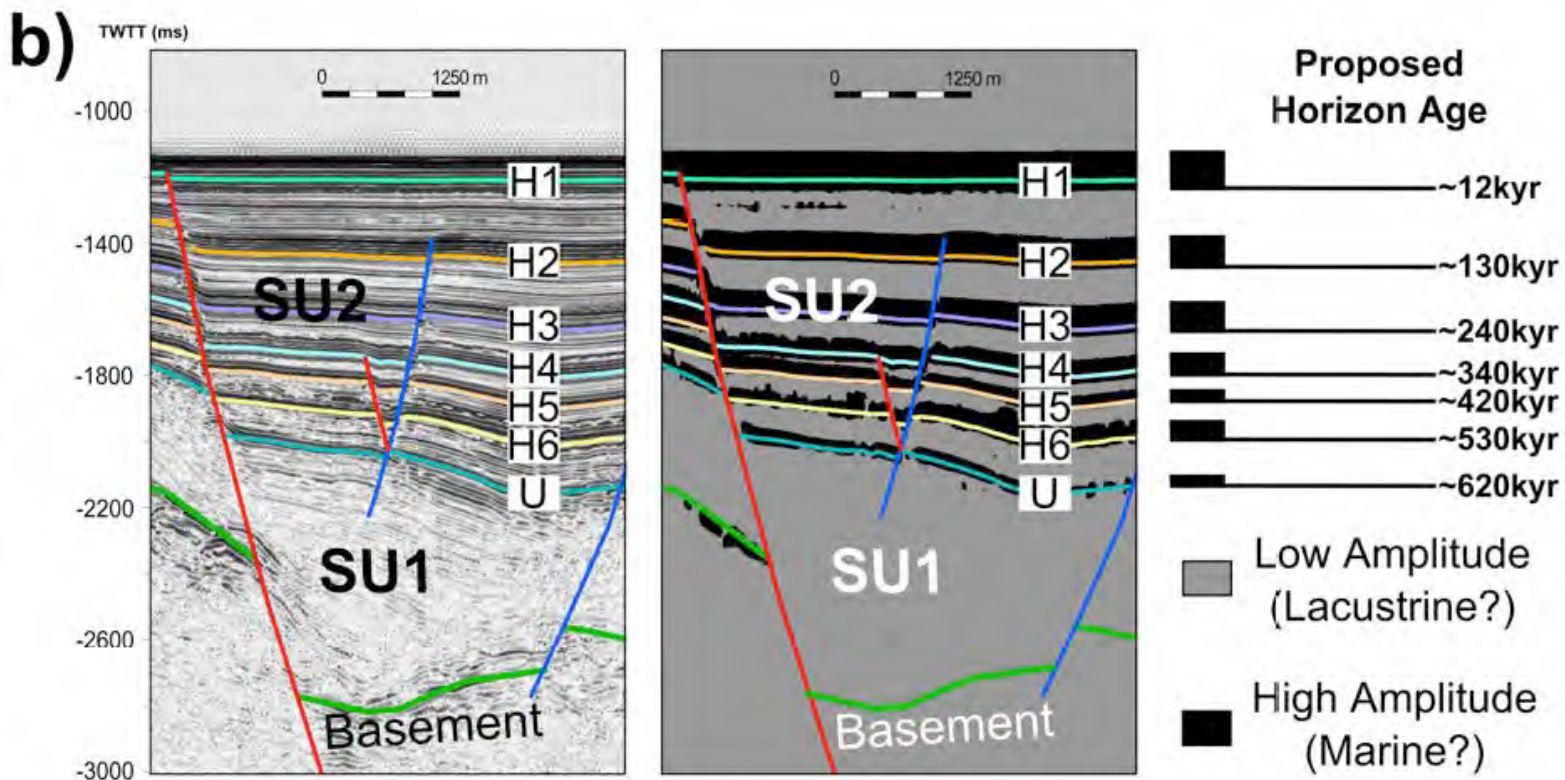 b)
TWTT (ms)
0 1250 m
-1000
-1400
-1800
-2200
-2600
-3000
H1
H2
SU2
H3
H4
H5
H6
U
SU1
Basement
0 1250 m
H1
H2
SU2
H3
H4
H5
H6
U
SU1
Basement
Proposed
Horizon Age
~12kyr
~130kyr
~240kyr
~340kyr
~420kyr
~530kyr
~620kyr
Low Amplitude
(Lacustrine?)
High Amplitude
(Marine?)